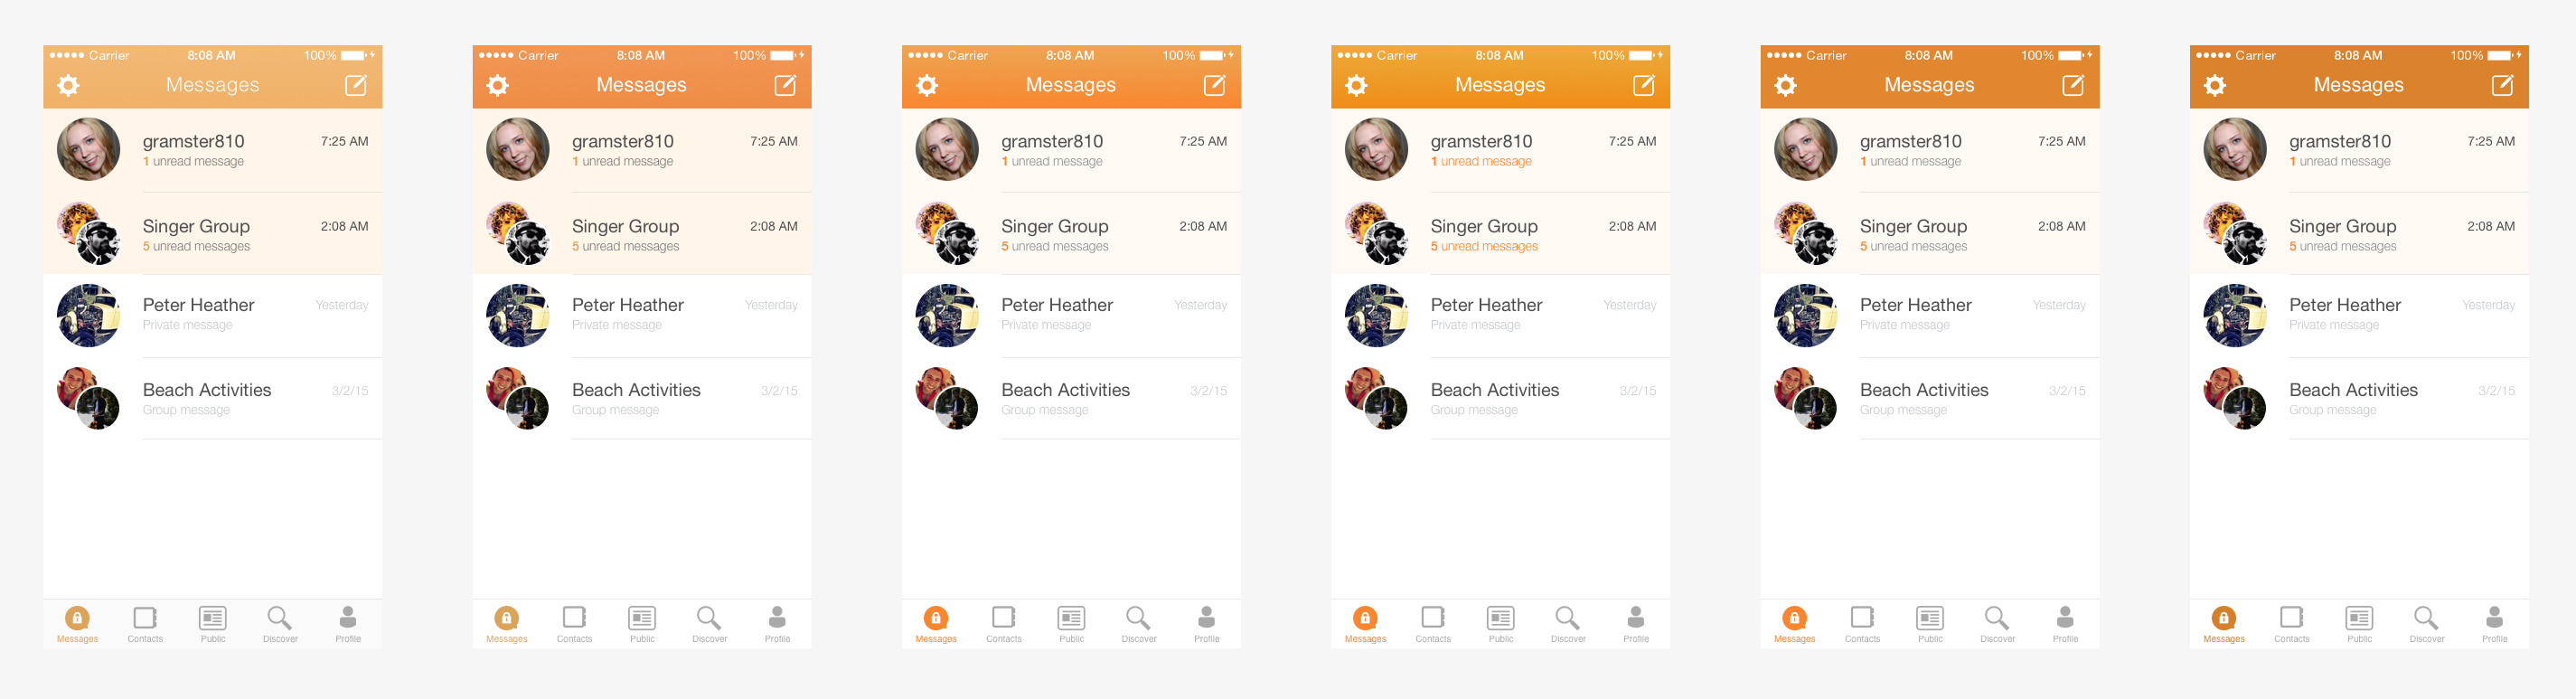 Carrier 8:08 AM 100%
Messages
gramster810 7:25 AM
1 unread message
Singer Group 2:08 AM
5 unread messages
Peter Heather Yesterday
Private message
Beach Activities 3/2/15
Group message
Messages Contacts Public Discover Profile
Carrier 8:08 AM 100%
Messages
gramster810 7:25 AM
1 unread message
Singer Group 2:08 AM
5 unread messages
Peter Heather Yesterday
Private message
Beach Activities 3/2/15
Group message
Messages Contacts Public Discover Profile
Carrier 8:08 AM 100%
Messages
gramster810 7:25 AM
1 unread message
Singer Group 2:08 AM
5 unread messages
Peter Heather Yesterday
Private message
Beach Activities 3/2/15
Group message
Messages Contacts Public Discover Profile
Carrier 8:08 AM 100%
Messages
gramster810 7:25 AM
1 unread message
Singer Group 2:08 AM
5 unread messages
Peter Heather Yesterday
Private message
Beach Activities 3/2/15
Group message
Messages Contacts Public Discover Profile
Carrier 8:08 AM 100%
Messages
gramster810 7:25 AM
1 unread message
Singer Group 2:08 AM
5 unread messages
Peter Heather Yesterday
Private message
Beach Activities 3/2/15
Group message
Messages Contacts Public Discover Profile
Carrier 8:08 AM 100%
Messages
gramster810 7:25 AM
1 unread message
Singer Group 2:08 AM
5 unread messages
Peter Heather Yesterday
Private message
Beach Activities 3/2/15
Group message
Messages Contacts Public Discover Profile